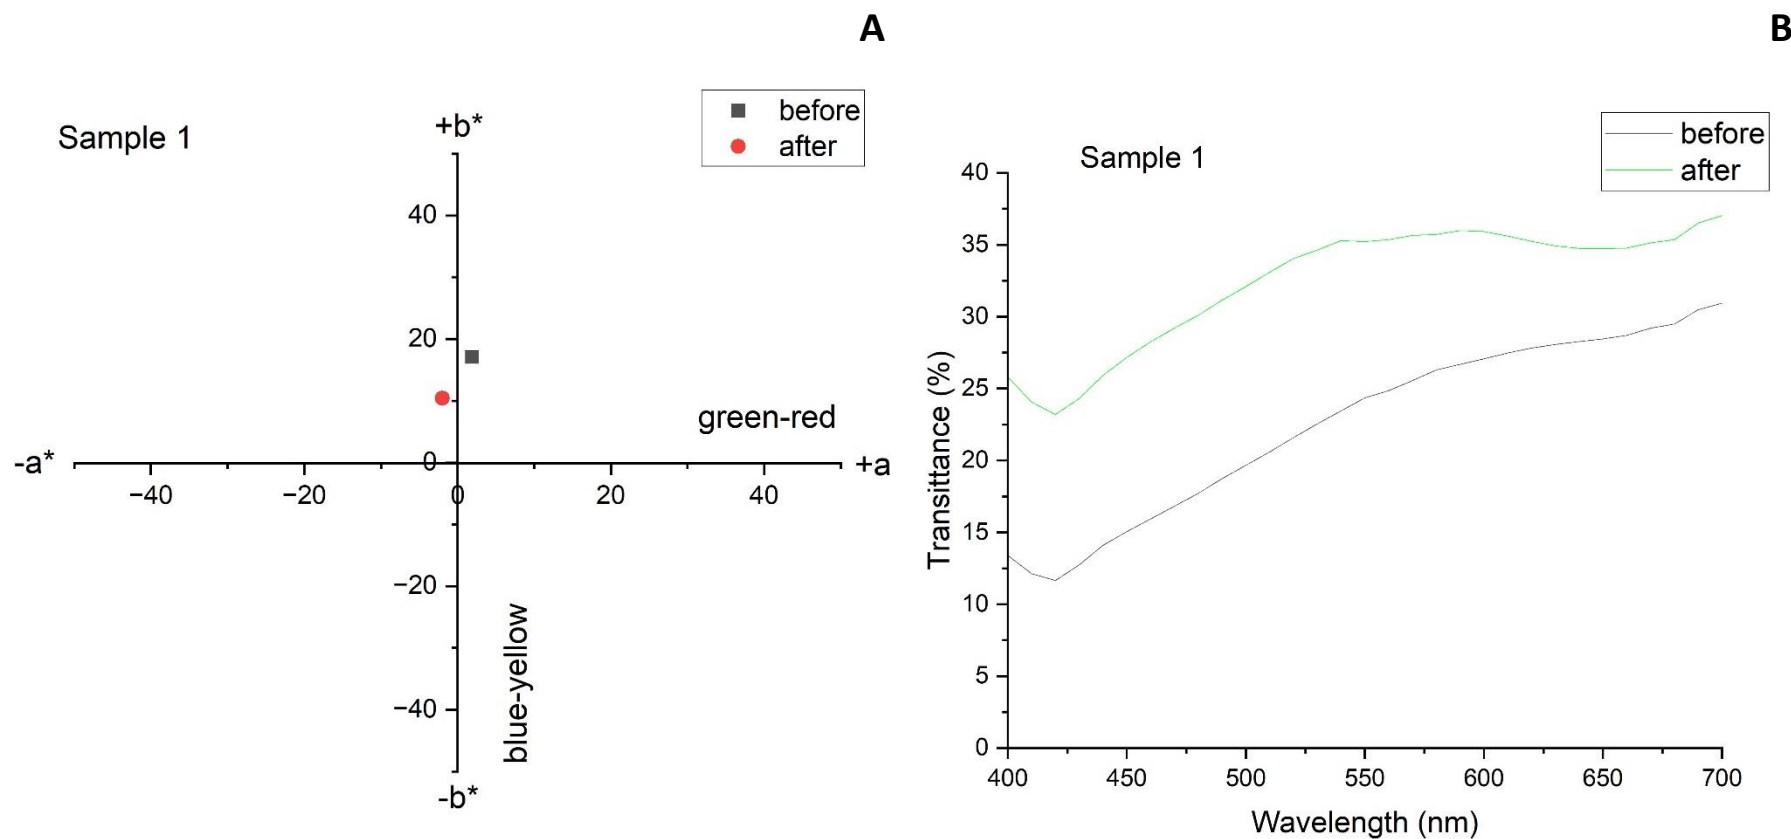 A
B
Sample 1
+b*
before
after
40
20
0
−20
−40
-b*
-a*
−40
−20
0
20
40
+a
green-red
blue-yellow
Sample 1
before
after
Transittance (%)
40
35
30
25
20
15
10
5
0
400
450
500
550
600
650
700
Wavelength (nm)